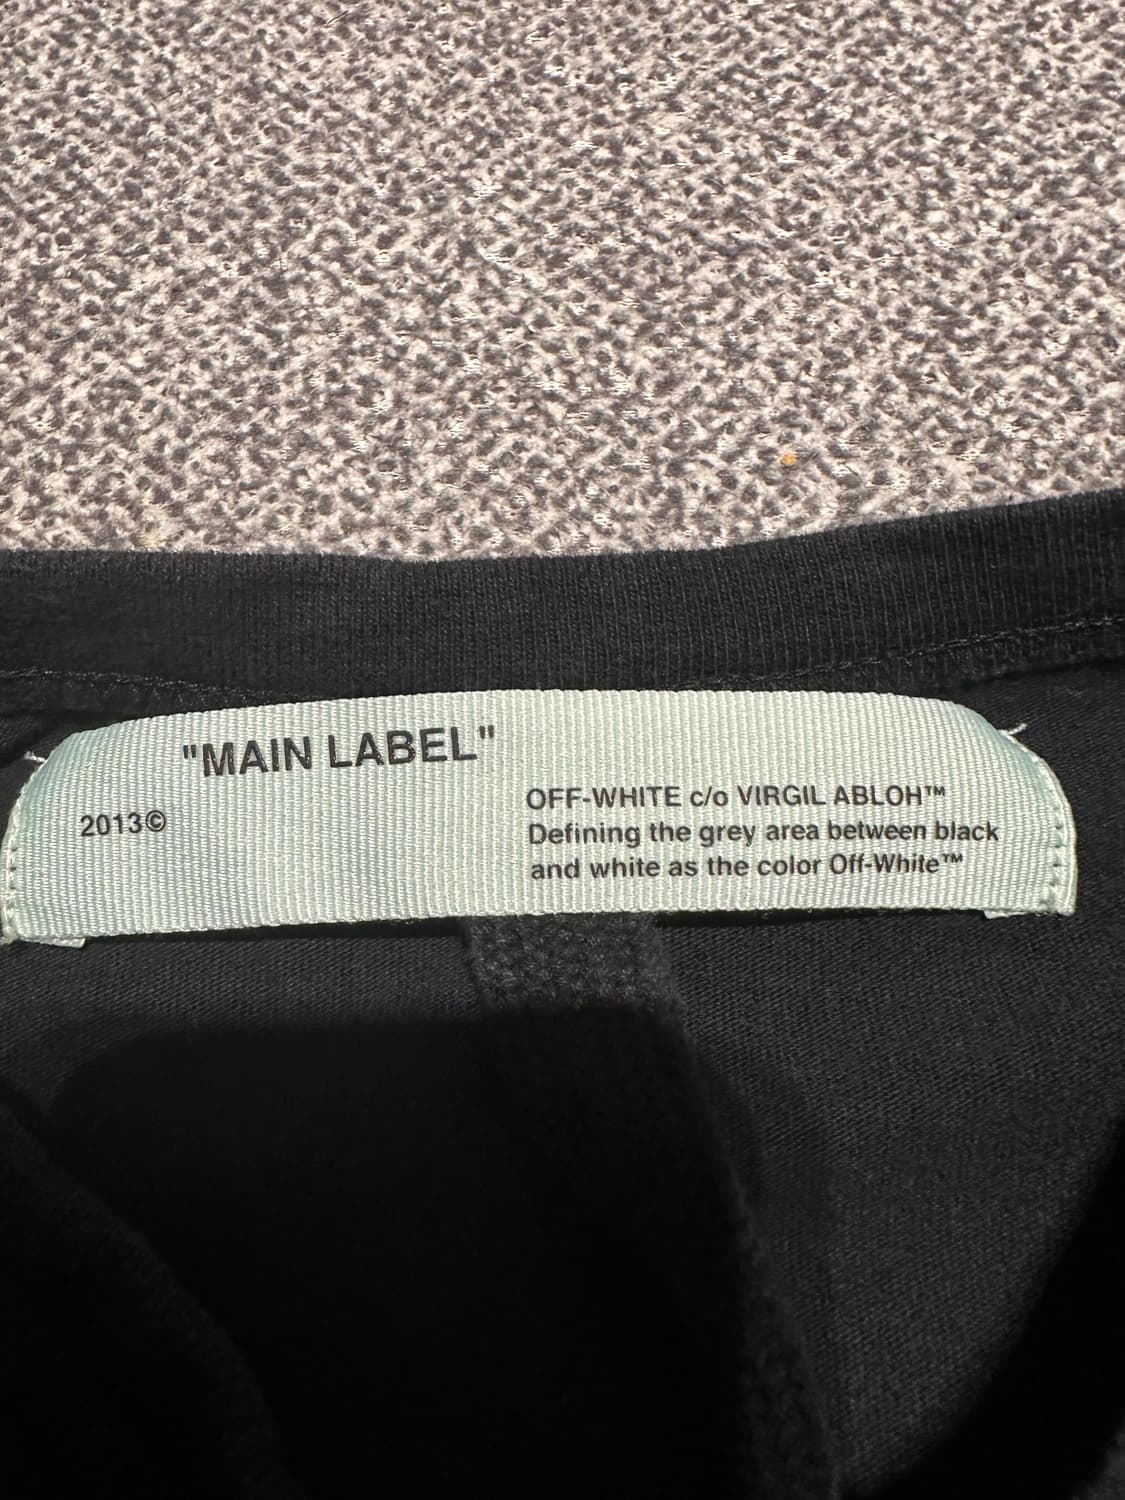 "MAIN LABEL"
2013©
OFF-WHITE c/o VIRGIL ABLOH™
Defining the grey area between black
and white as the color Off-White™